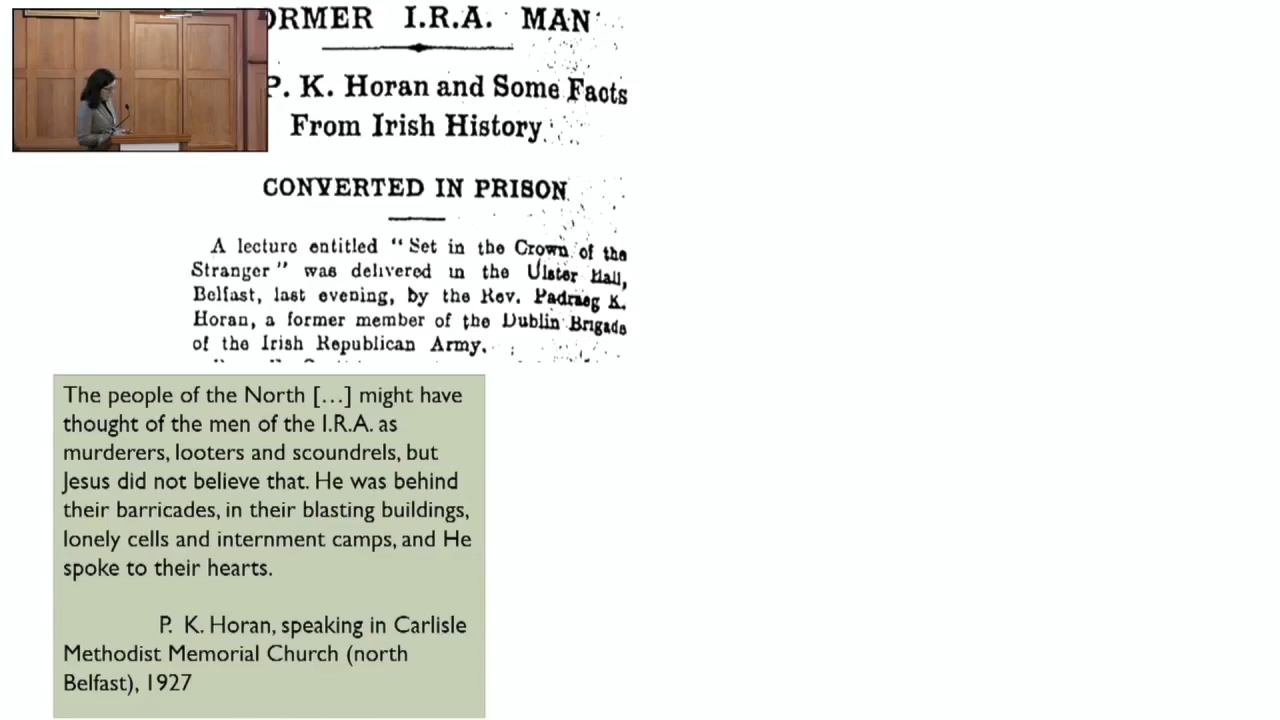 ORMER I.R.A. MAN
P. K. Horan and Some Facts
From Irish History
CONVERTED IN PRISON
A lecture entitled "Set in the Crown of the
Stranger" was delivered in the Ulster Hall,
Belfast, last evening, by the Rev. Padraeg K.
Horan, a former member of the Dublin Brigade
of the Irish Republican Army.
The people of the North […] might have
thought of the men of the I.R.A. as
murderers, looters and scoundrels, but
Jesus did not believe that. He was behind
their barricades, in their blasting buildings,
lonely cells and internment camps, and He
spoke to their hearts.
P. K. Horan, speaking in Carlisle
Methodist Memorial Church (north
Belfast), 1927